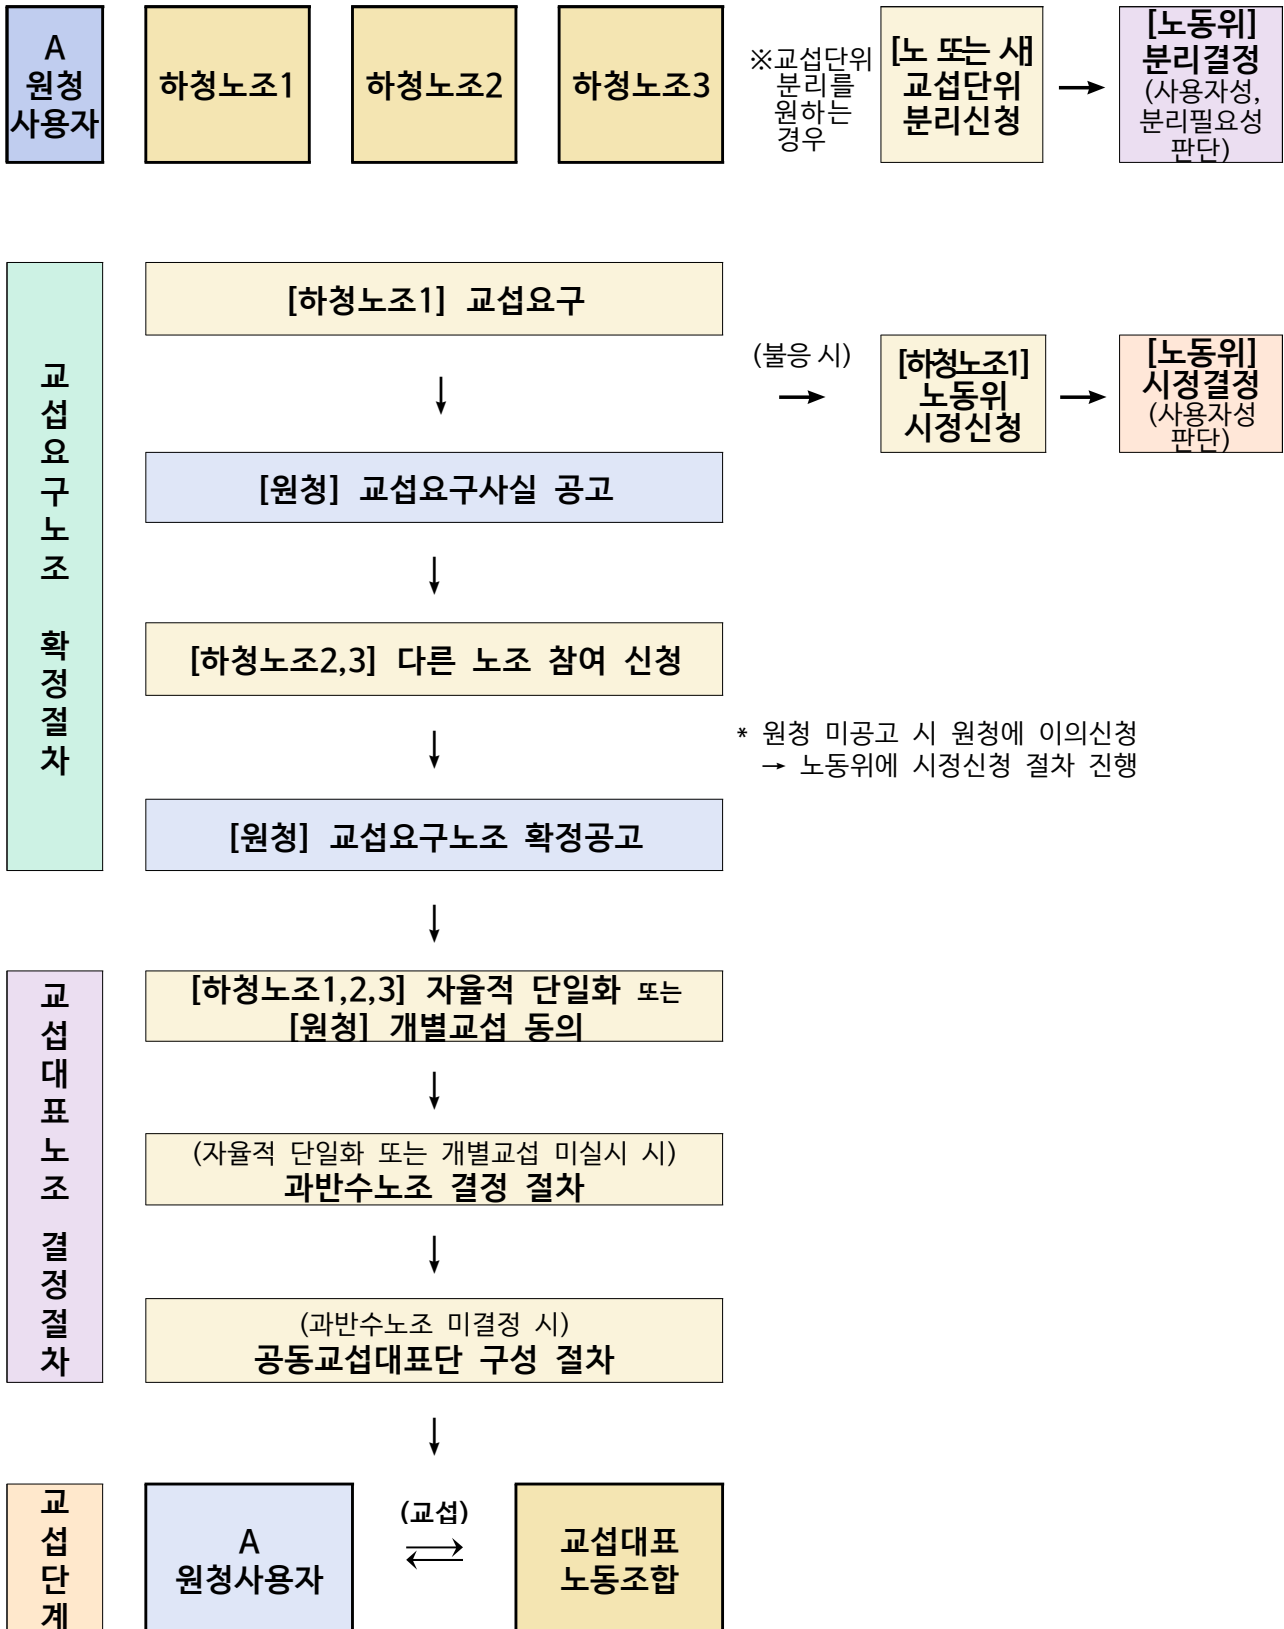 A
원청
사용자
하청노조1
하청노조2
하청노조3
※교섭단위
분리를
원하는
경우
[노 또는 사]
교섭단위
분리신청
→
[노동위]
분리결정
(사용자성,
분리필요성
판단)
교섭요구노조 확정절차
[하청노조1] 교섭요구
↓
(불응 시)
→
[하청노조1]
노동위
시정신청
→
[노동위]
시정결정
(사용자성
판단)
[원청] 교섭요구사실 공고
↓
[하청노조2,3] 다른 노조 참여 신청
↓
* 원청 미공고 시 원청에 이의신청
→ 노동위에 시정신청 절차 진행
[원청] 교섭요구노조 확정공고
↓
교섭대표노조 결정절차
[하청노조1,2,3] 자율적 단일화 또는
[원청] 개별교섭 동의
↓
(자율적 단일화 또는 개별교섭 미실시 시)
과반수노조 결정 절차
↓
(과반수노조 미결정 시)
공동교섭대표단 구성 절차
↓
교섭단계
A
원청사용자
(교섭)
⇄
교섭대표
노동조합